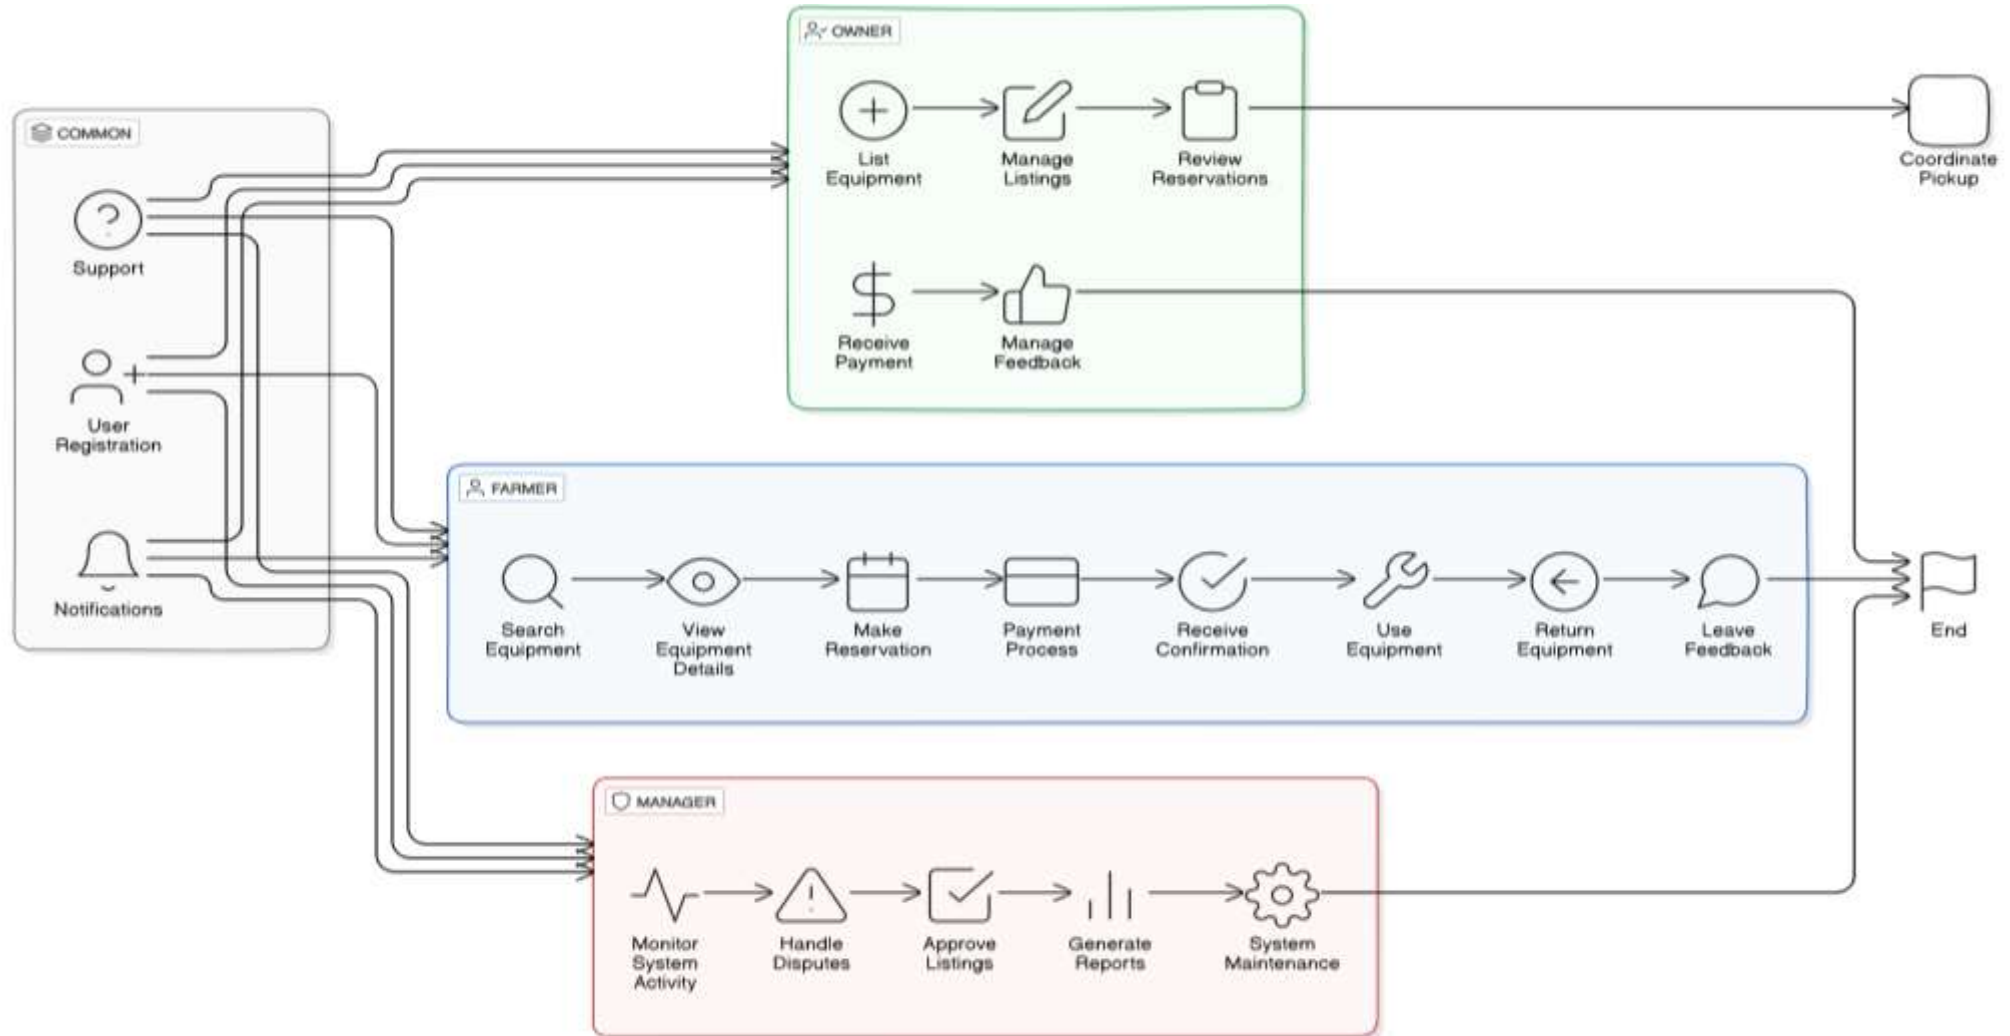 OWNER
List
Equipment
Manage
Listings
Review
Reservations
Coordinate
Pickup
Receive
Payment
Manage
Feedback
COMMON
Support
User
Registration
Notifications
FARMER
Search
Equipment
View
Equipment
Details
Make
Reservation
Payment
Process
Receive
Confirmation
Use
Equipment
Return
Equipment
Leave
Feedback
End
MANAGER
Monitor
System
Activity
Handle
Disputes
Approve
Listings
Generate
Reports
System
Maintenance